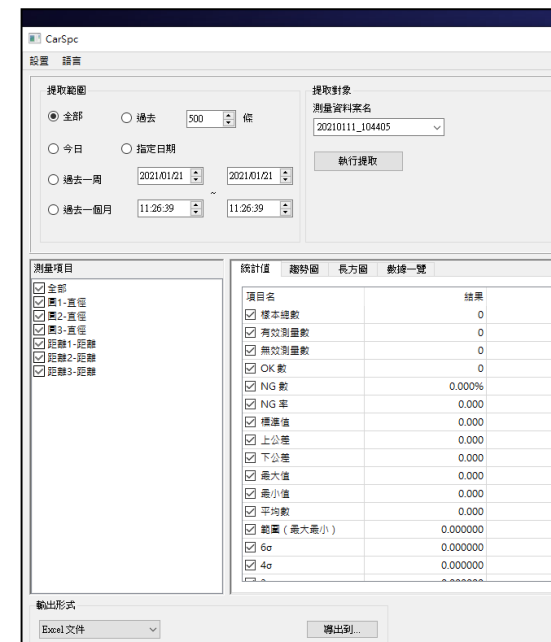 CarSpc
設置 語言
提取範圍
全部
過去 500 條
今日
指定日期
過去一周
2021/01/21 2021/01/21
~
過去一個月
11:26:39 11:26:39
提取對象
測量資料案名
20210111_104405
執行提取
測量項目
全部
圓1-直徑
圓2-直徑
圓3-直徑
距離1-距離
距離2-距離
距離3-距離
統計值 趨勢圖 長方圖 數據一覽
項目名 結果
樣本總數 0
有效測量數 0
無效測量數 0
OK 數 0
NG 數 0.000%
NG 率 0.000
標準值 0.000
上公差 0.000
下公差 0.000
最大值 0.000
最小值 0.000
平均數 0.000
範圍(最大最小) 0.000000
6σ 0.000000
4σ 0.000000
輸出形式
Excel 文件
導出到...